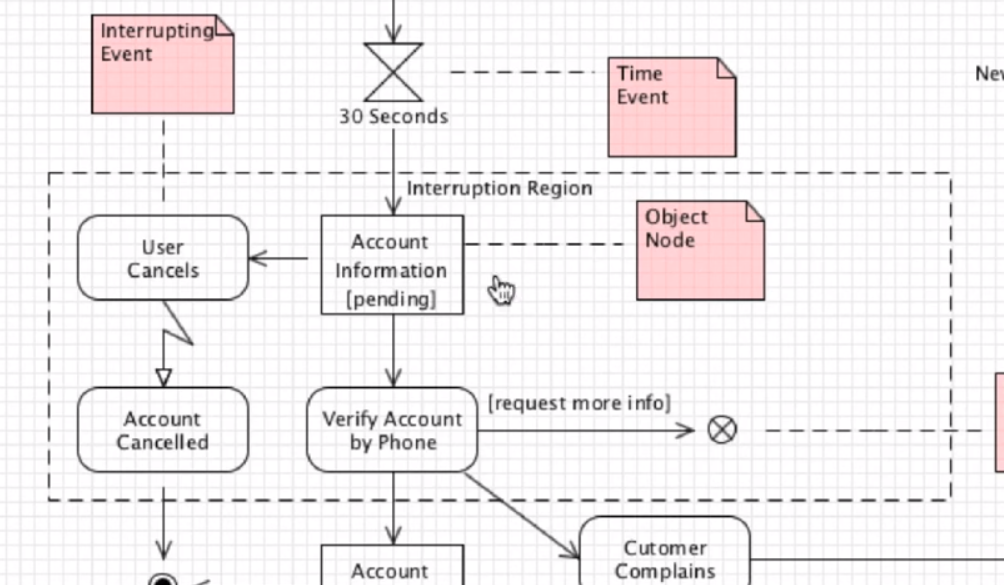 Interrupting
Event
Time
Event
30 Seconds
Interruption Region
Object
Node
User
Cancels
Account
Information
[pending]
[request more info]
Account
Cancelled
Verify Account
by Phone
Account
Cutomer
Complains